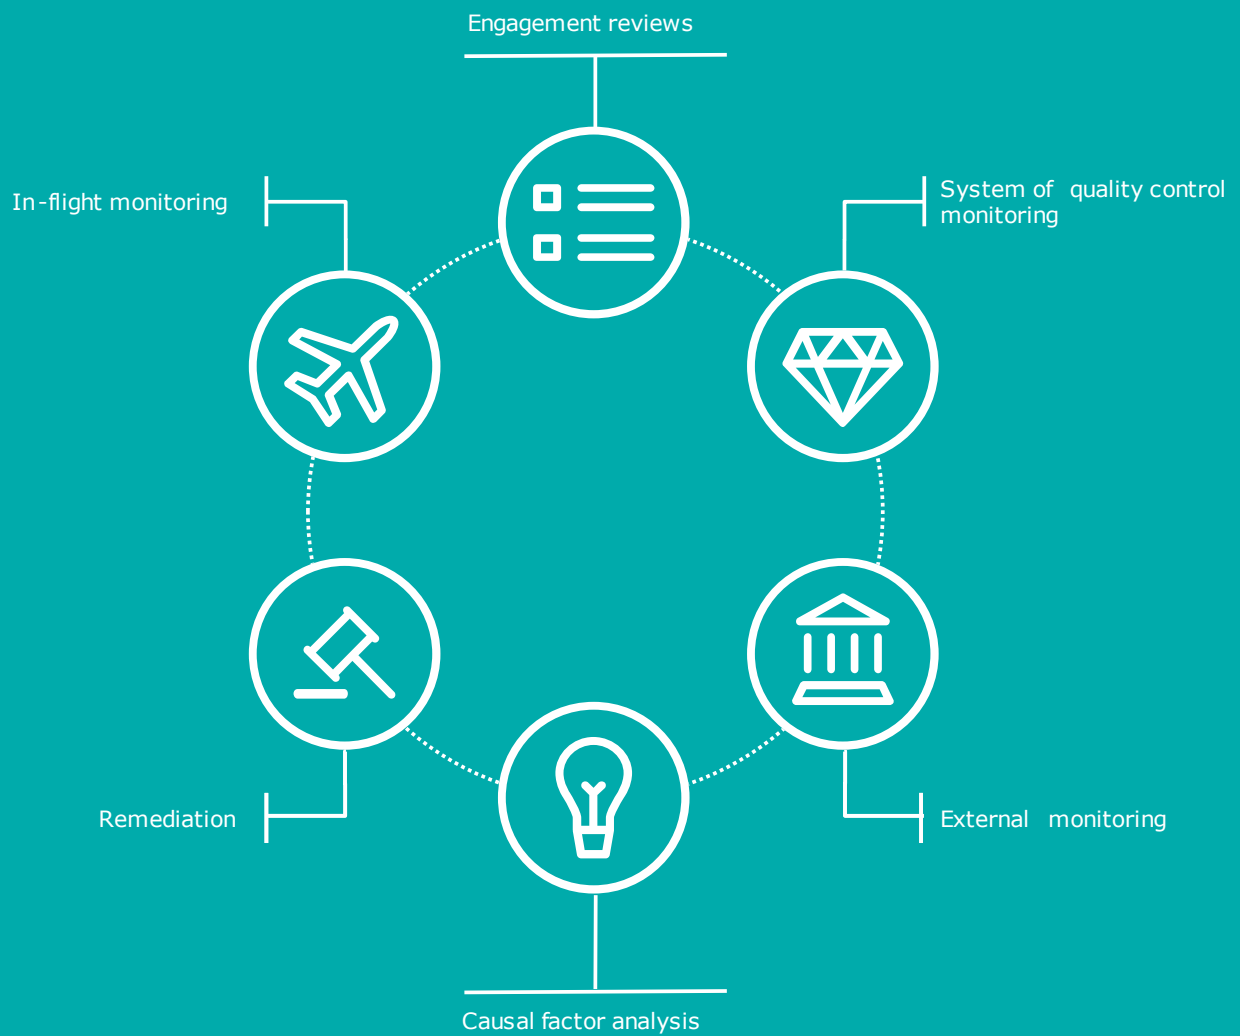 Engagement reviews
In-flight monitoring
System of quality control
monitoring
Remediation
External monitoring
Causal factor analysis